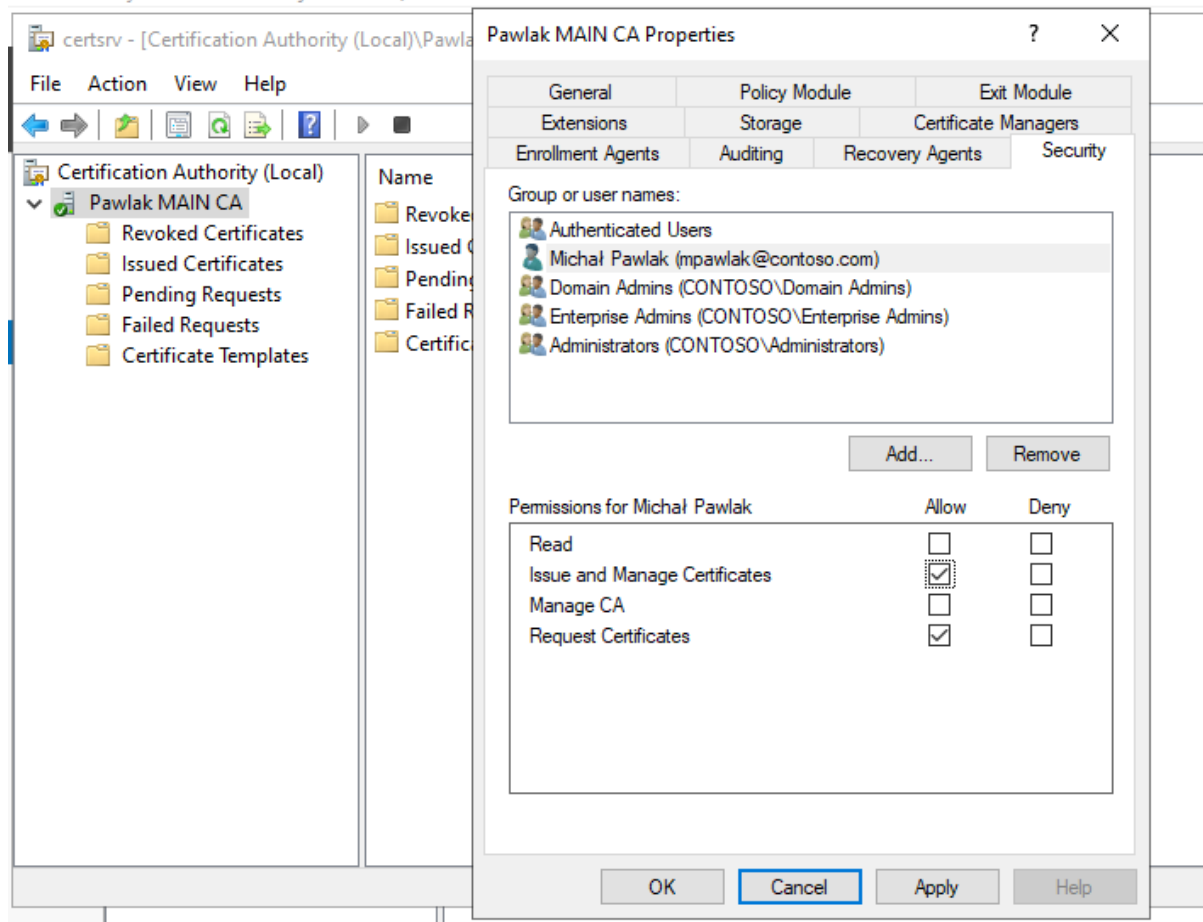 certsrv - [Certification Authority (Local)\Pawla
File Action View Help
Certification Authority (Local)
Pawlak MAIN CA
Revoked Certificates
Issued Certificates
Pending Requests
Failed Requests
Certificate Templates
Name
Revoke
Issued
Pending
Failed R
Certific
Pawlak MAIN CA Properties
General Policy Module Exit Module
Extensions Storage Certificate Managers
Enrollment Agents Auditing Recovery Agents Security
Group or user names:
Authenticated Users
Michał Pawlak (mpawlak@contoso.com)
Domain Admins (CONTOSO\Domain Admins)
Enterprise Admins (CONTOSO\Enterprise Admins)
Administrators (CONTOSO\Administrators)
Add... Remove
Permissions for Michał Pawlak Allow Deny
Read
Issue and Manage Certificates
Manage CA
Request Certificates
OK Cancel Apply Help